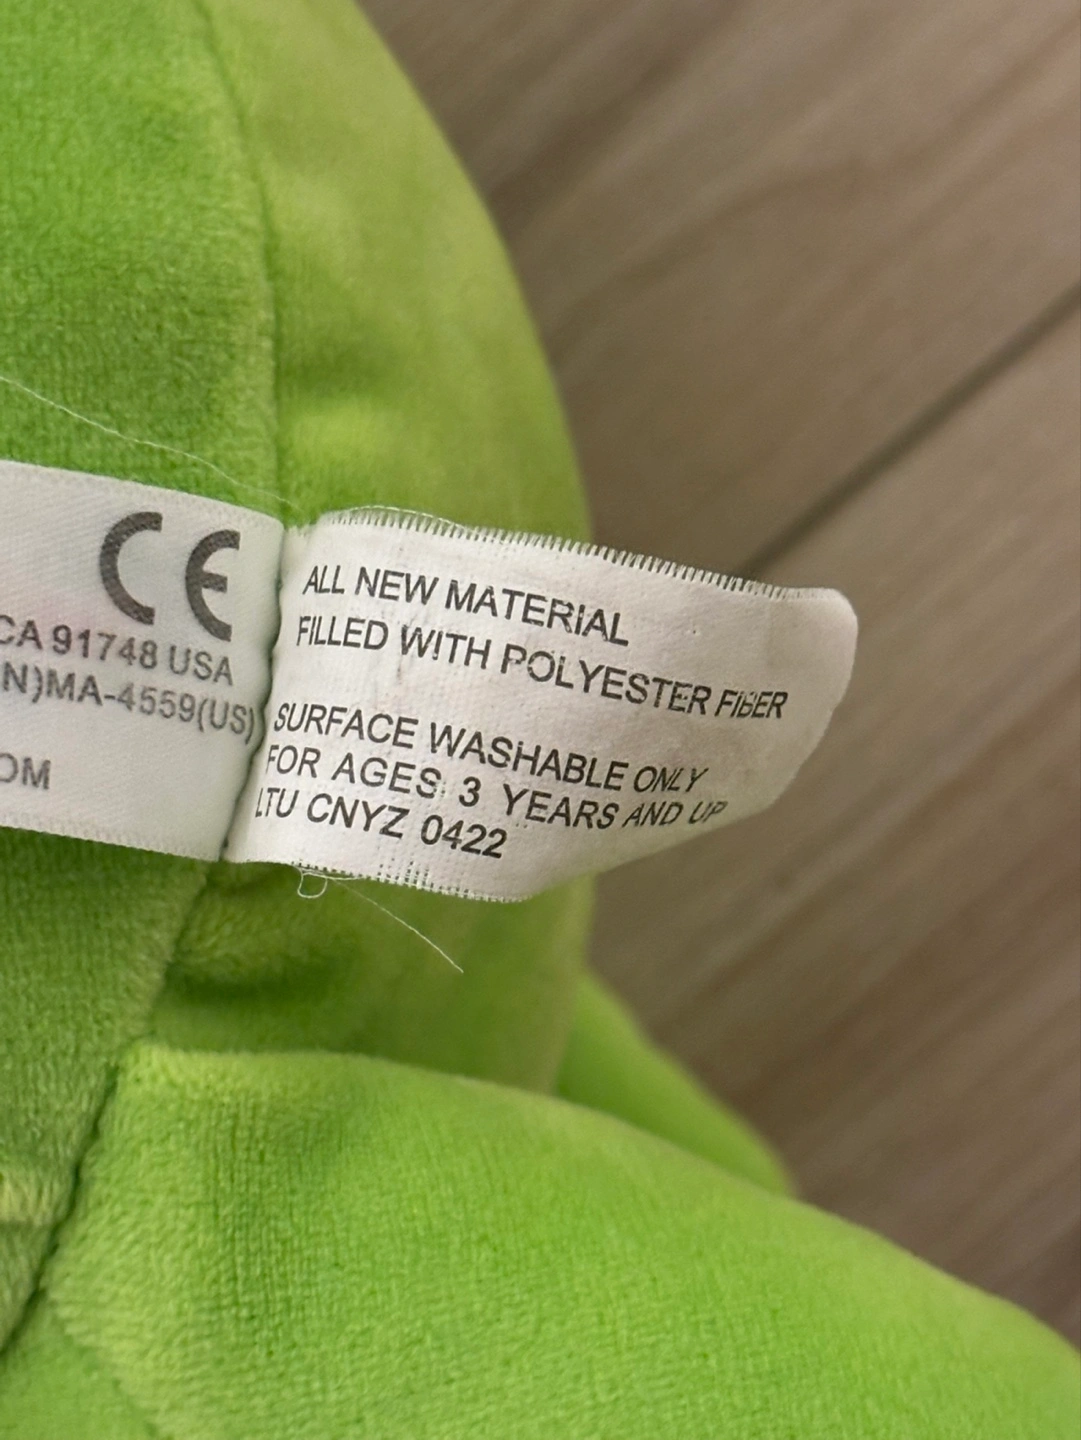 CE
CA 91748 USA
N)MA-4559(US)
OM
ALL NEW MATERIAL
FILLED WITH POLYESTER FIBER
SURFACE WASHABLE ONLY
FOR AGES 3 YEARS AND UP
LTU CNYZ 0422